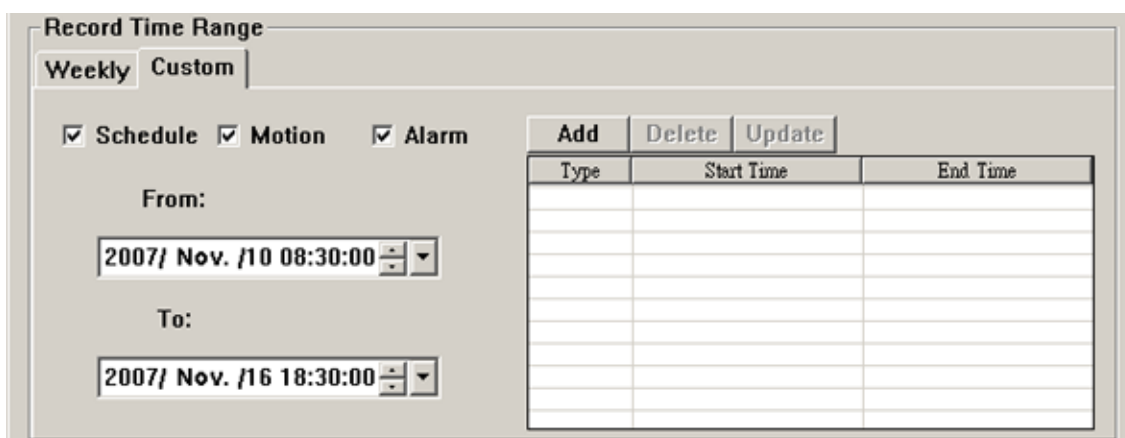 Record Time Range
Weekly Custom
Schedule Motion Alarm
Add Delete Update
Type Start Time End Time
From:
2007/ Nov. /10 08:30:00
To:
2007/ Nov. /16 18:30:00